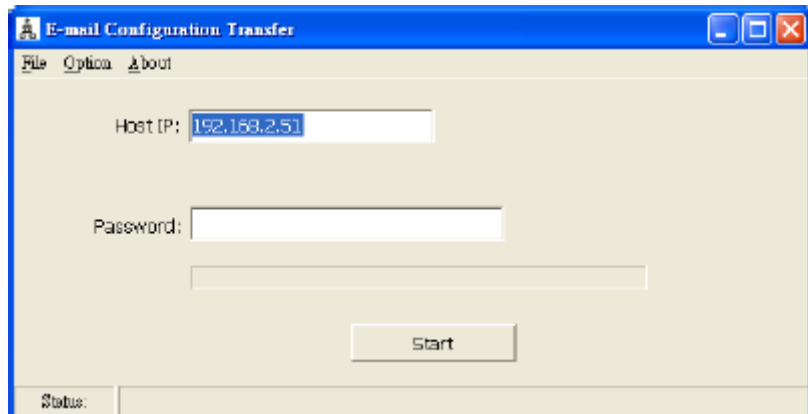 E-mail Configuration Transfer
File Option About
Host IP: 192.168.2.51
Password:
Start
Status: